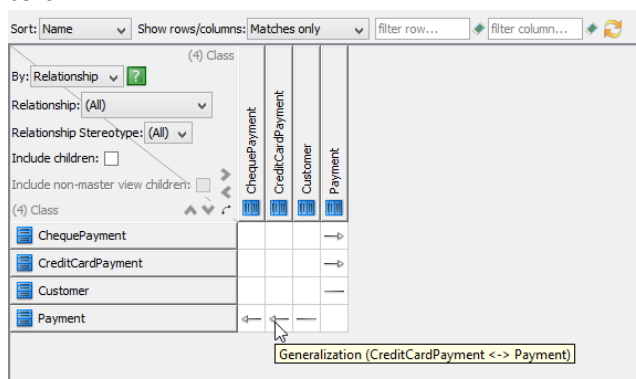 Sort: Name Show rows/columns: Matches only filter row... filter column...
(4) Class
By: Relationship ?
Relationship: (All)
Relationship Stereotype: (All)
Include children:
Include non-master view children:
(4) Class
ChequePayment
CreditCardPayment
Customer
Payment
ChequePayment
CreditCardPayment
Customer
Payment
Generalization (CreditCardPayment <-> Payment)